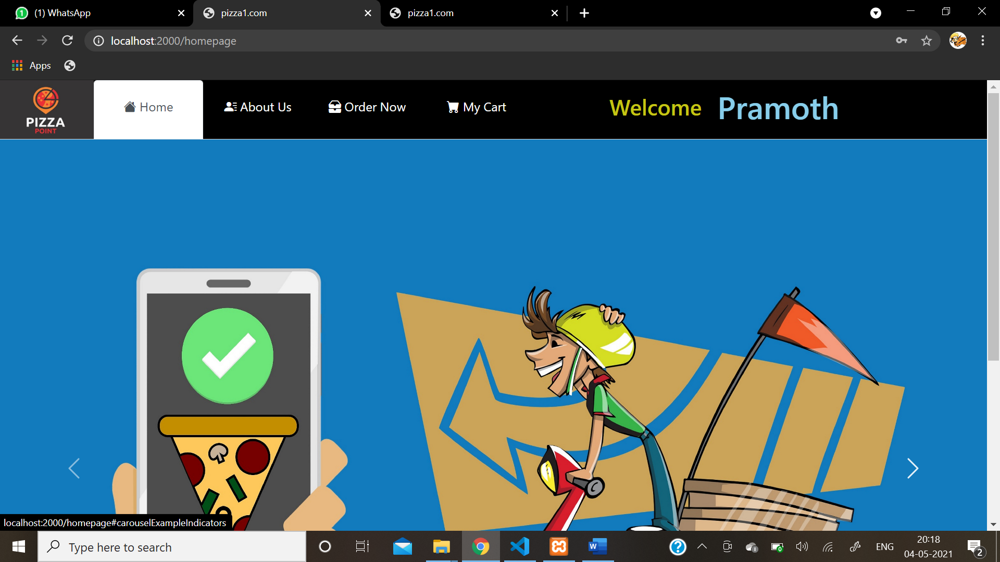 (1) WhatsApp
pizza1.com
pizza1.com
localhost:2000/homepage
Apps
PIZZA
POINT
Home
About Us
Order Now
My Cart
Welcome Pramoth
localhost:2000/homepage#carouselExampleIndicators
Type here to search
W
ENG
20:18
04-05-2021
2